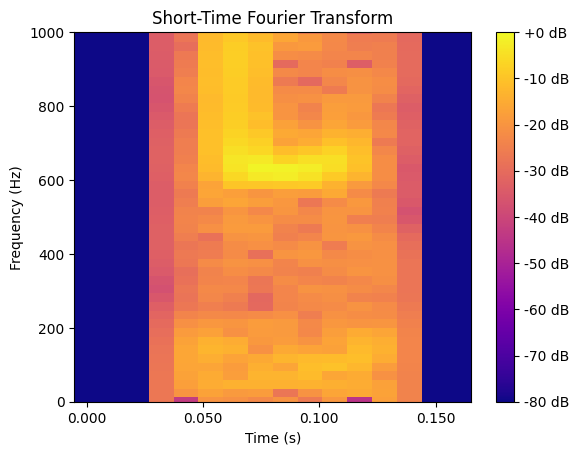 Short-Time Fourier Transform
1000
800
600
400
200
0
Frequency (Hz)
0.000
0.050
0.100
0.150
Time (s)
+0 dB
-10 dB
-20 dB
-30 dB
-40 dB
-50 dB
-60 dB
-70 dB
-80 dB